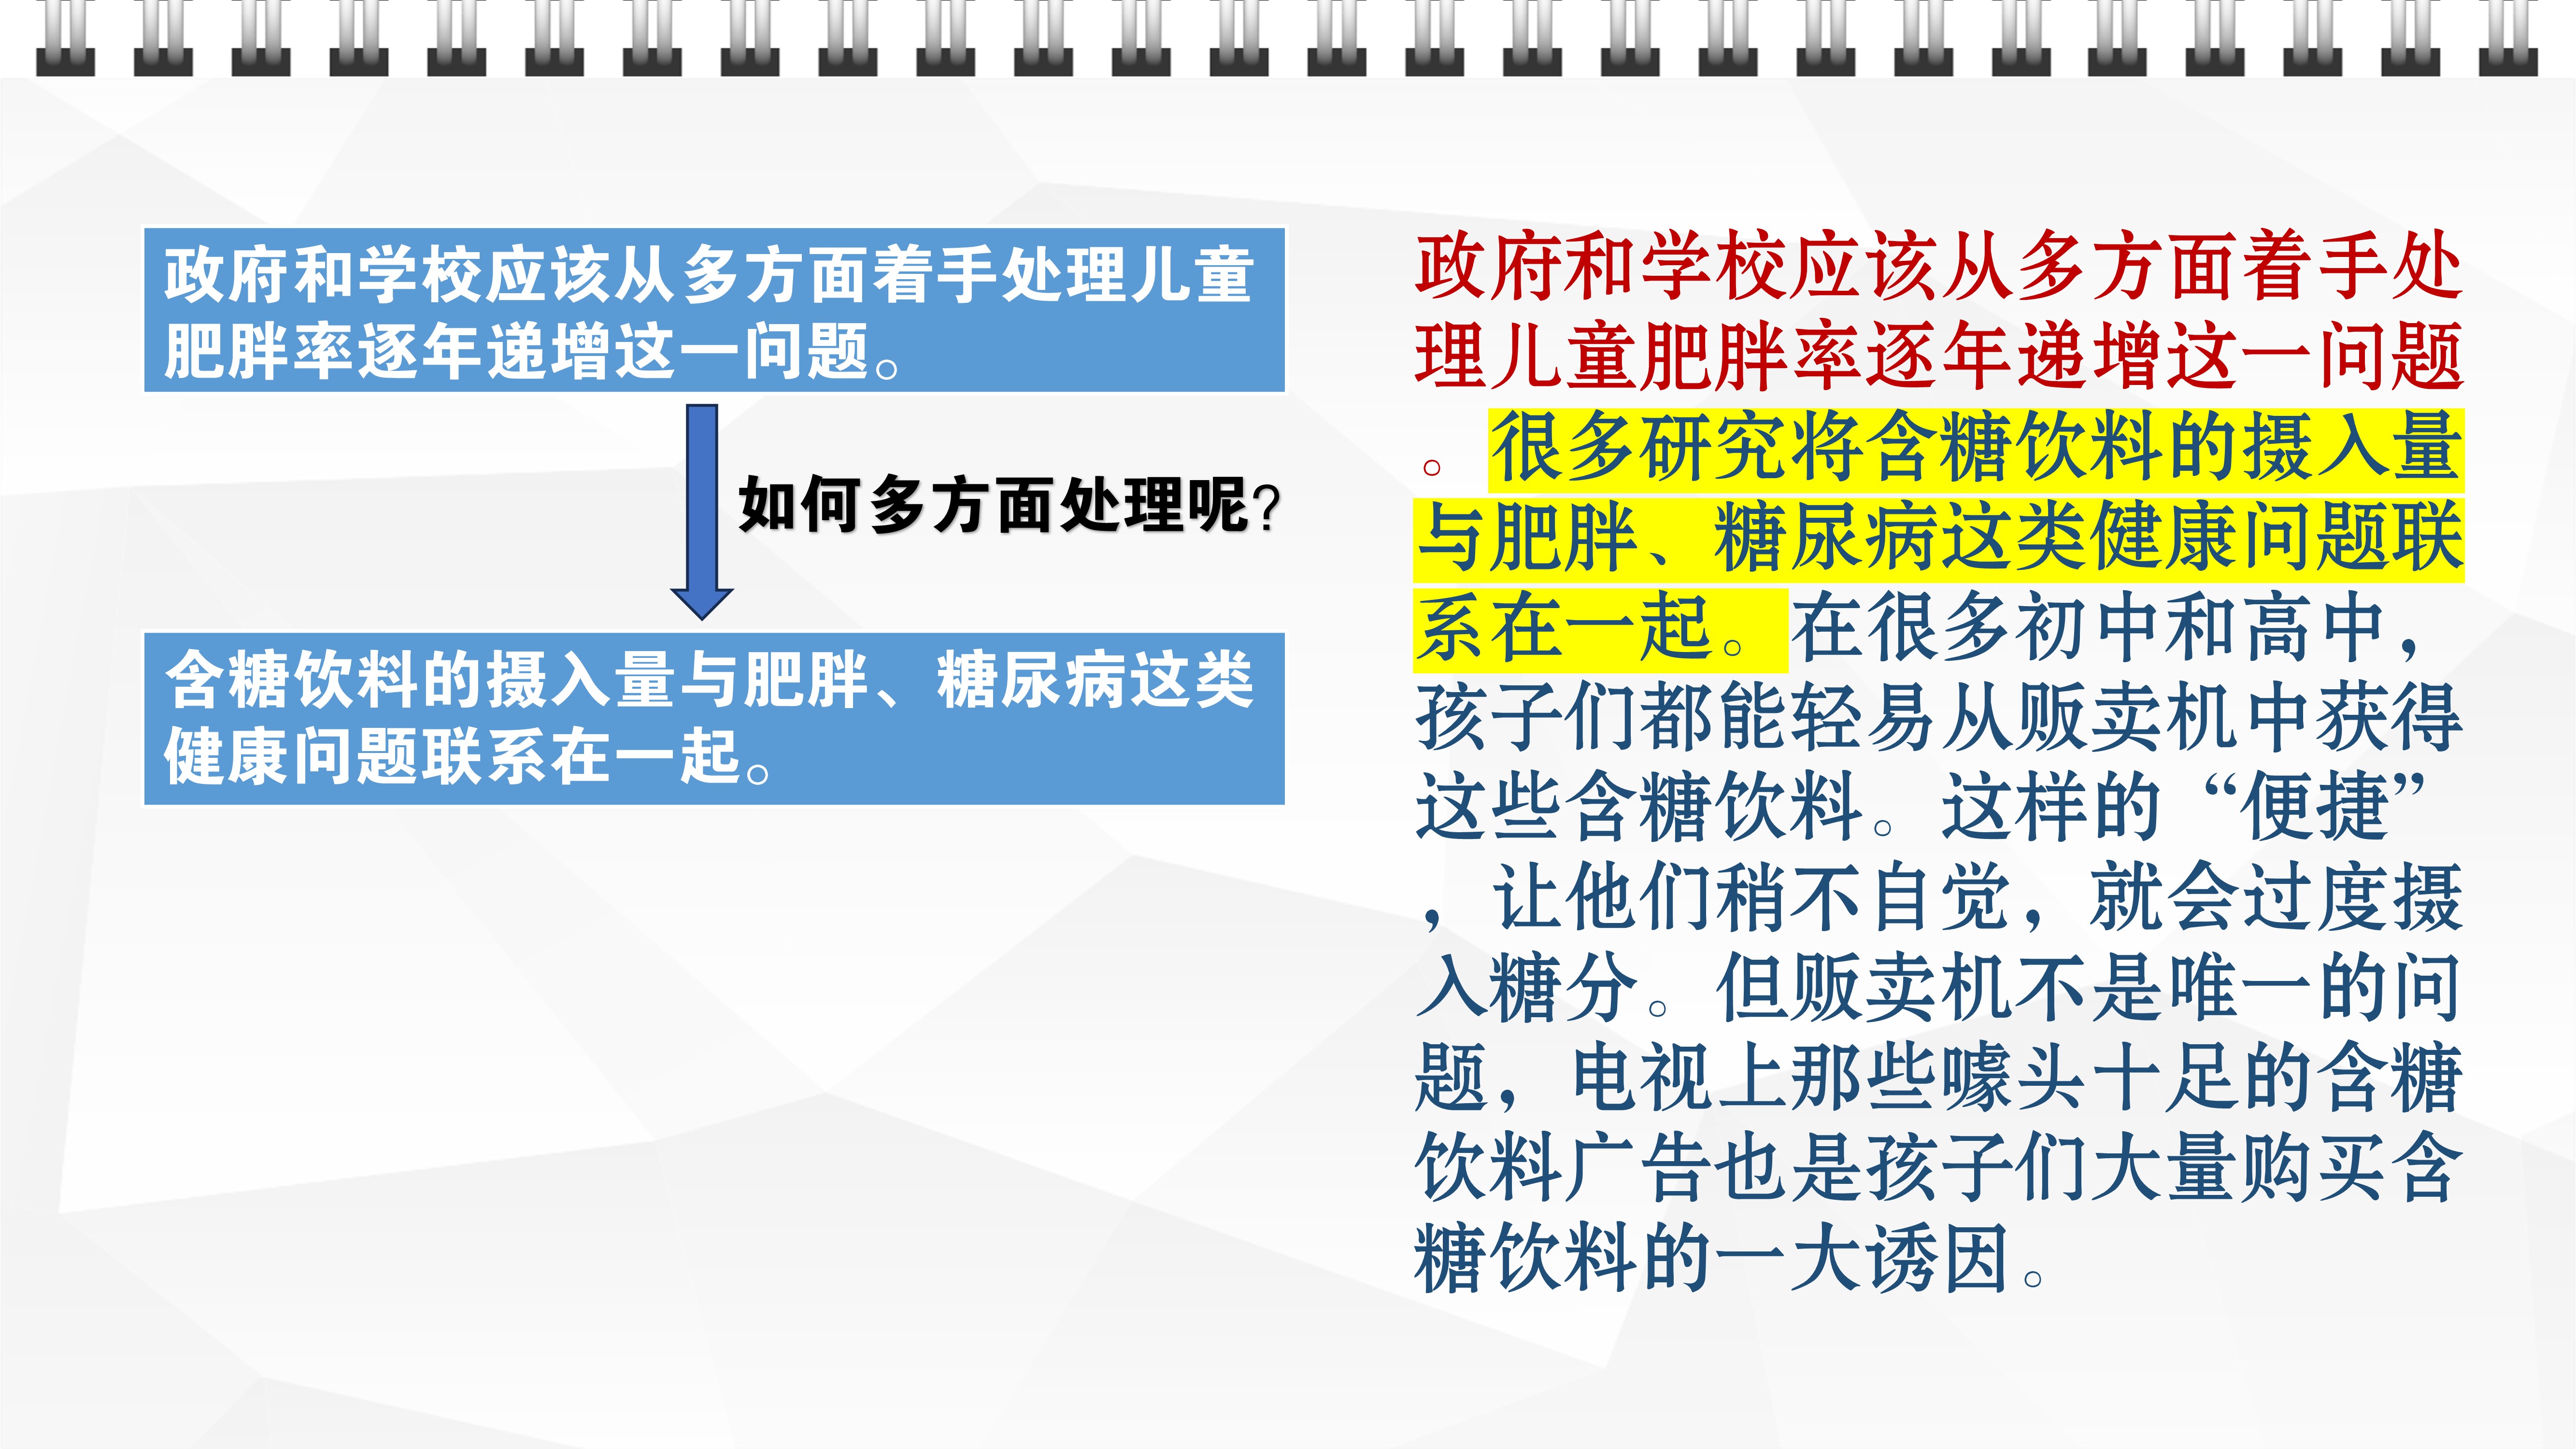 政府和学校应该从多方面着手处理儿童
肥胖率逐年递增这一问题。
如何多方面处理呢?
含糖饮料的摄入量与肥胖、糖尿病这类
健康问题联系在一起。
政府和学校应该从多方面着手处
理儿童肥胖率逐年递增这一问题
。很多研究将含糖饮料的摄入量
与肥胖、糖尿病这类健康问题联
系在一起。在很多初中和高中，
孩子们都能轻易从贩卖机中获得
这些含糖饮料。这样的“便捷”
，让他们稍不自觉，就会过度摄
入糖分。但贩卖机不是唯一的问
题，电视上那些噱头十足的含糖
饮料广告也是孩子们大量购买含
糖饮料的一大诱因。